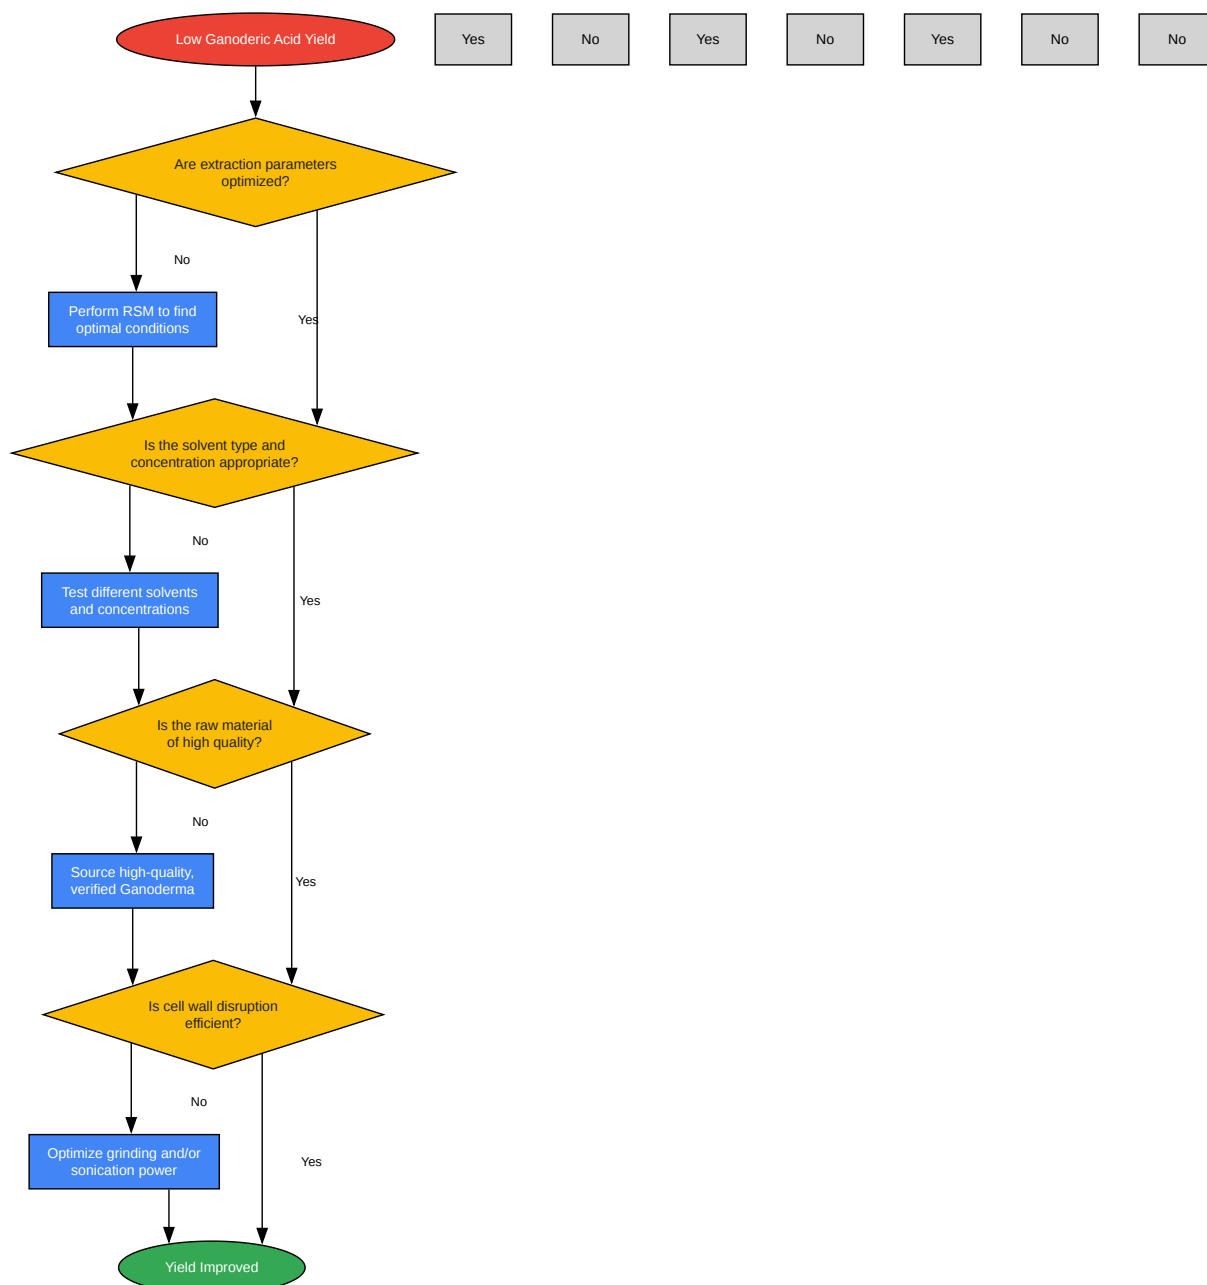 Low Ganoderic Acid Yield
Yes
No
Yes
No
Yes
No
No
Are extraction parameters
optimized?
No
Perform RSM to find
optimal conditions
Yes
Is the solvent type and
concentration appropriate?
No
Test different solvents
and concentrations
Yes
Is the raw material
of high quality?
No
Source high-quality,
verified Ganoderma
Yes
Is cell wall disruption
efficient?
No
Optimize grinding and/or
sonication power
Yes
Yield Improved